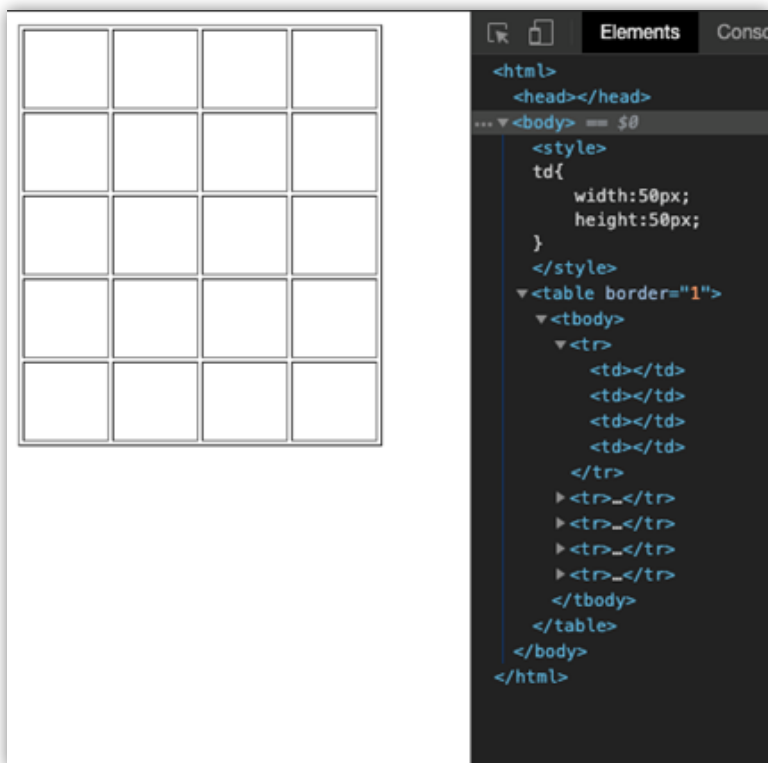 Elements Conso
<html>
<head></head>
… ▼<body> == $0
<style>
td{
width:50px;
height:50px;
}
</style>
▼<table border="1">
▼<tbody>
▼<tr>
<td></td>
<td></td>
<td></td>
<td></td>
</tr>
▶<tr>…</tr>
▶<tr>…</tr>
▶<tr>…</tr>
▶<tr>…</tr>
</tbody>
</table>
</body>
</html>